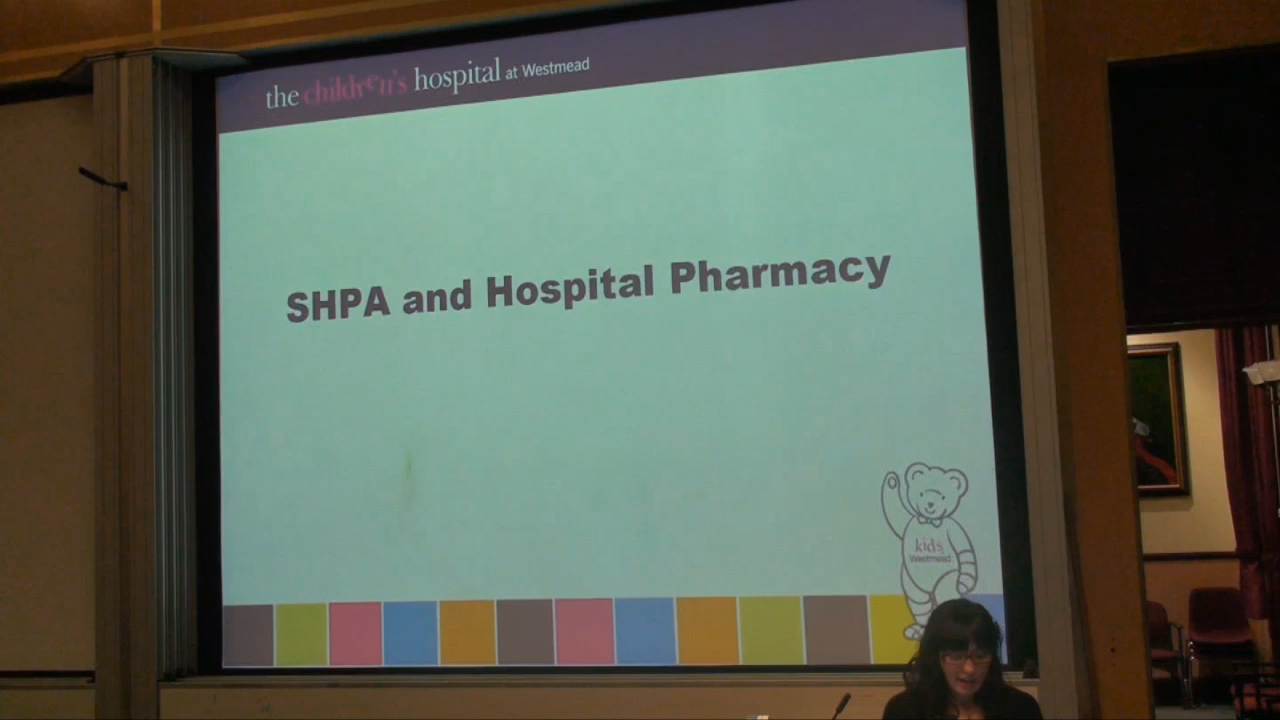 the children's hospital at Westmead
SHPA and Hospital Pharmacy
kids
Westmead